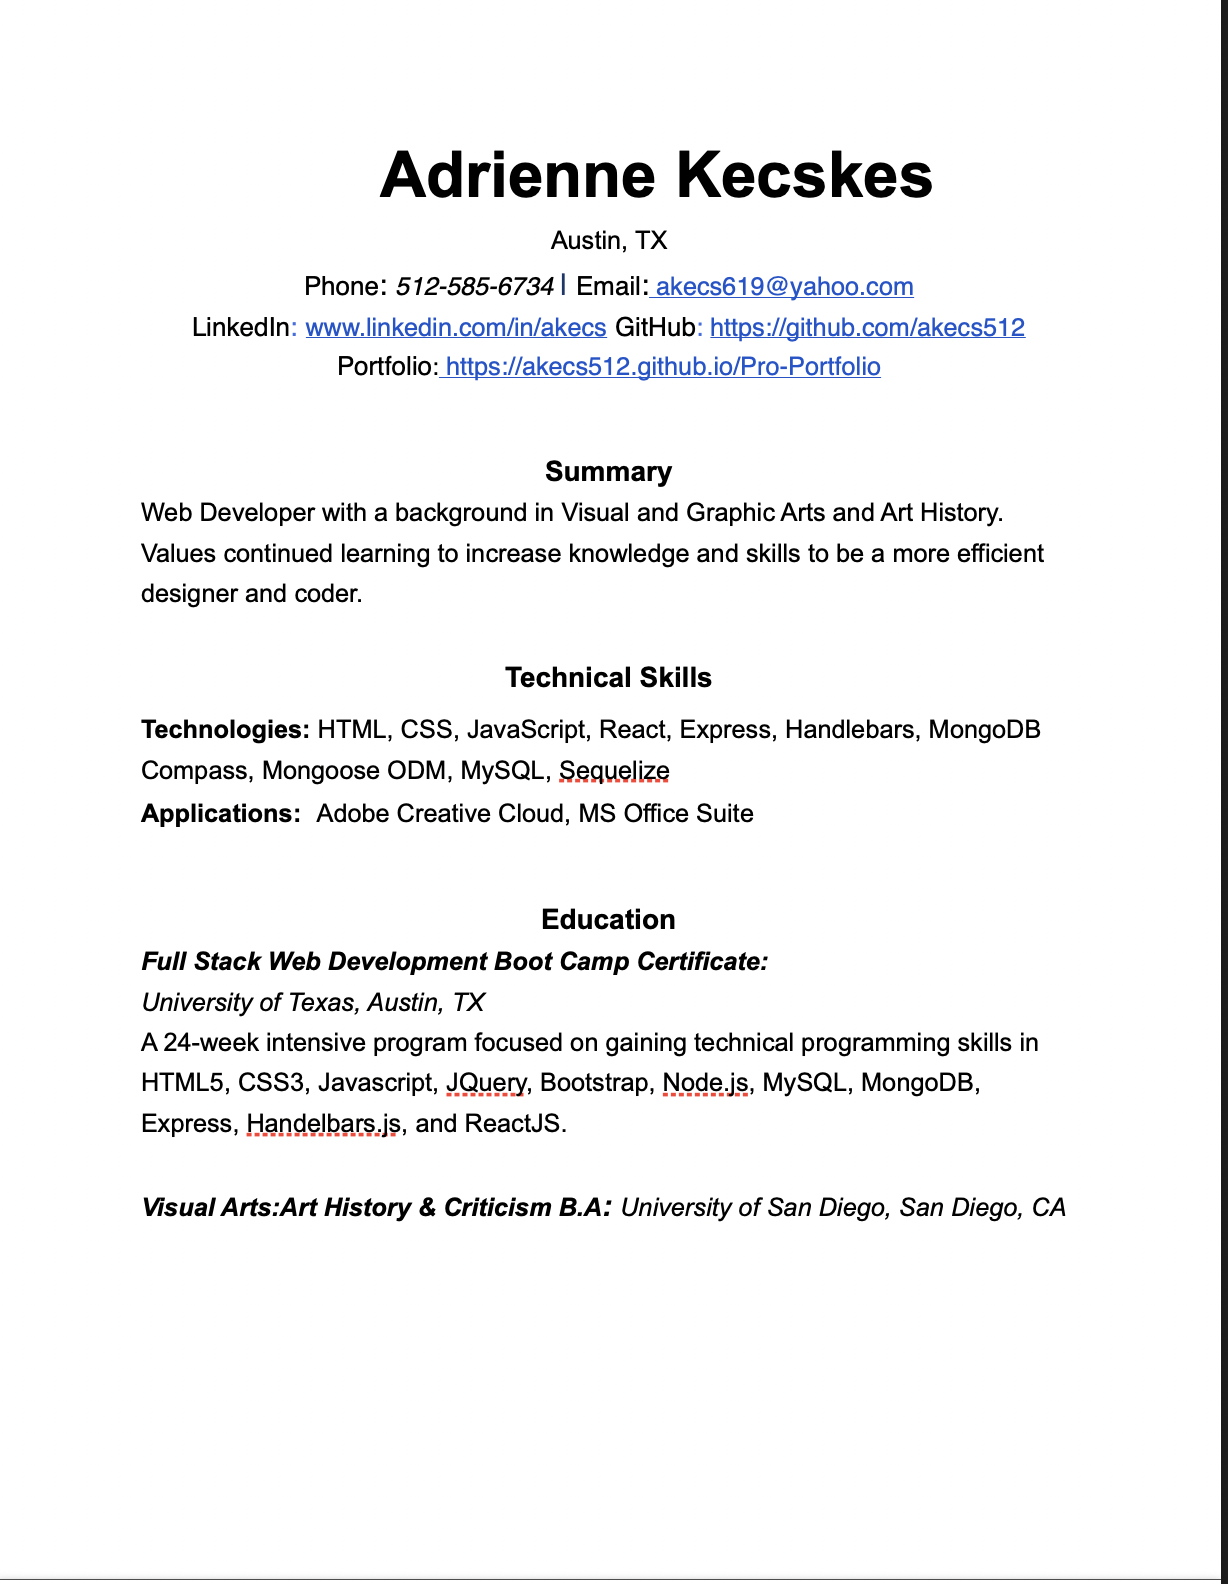 Adrienne Kecskes
Austin, TX
Phone: 512-585-6734 | Email: akecs619@yahoo.com
LinkedIn: www.linkedin.com/in/akecs GitHub: https://github.com/akecs512
Portfolio: https://akecs512.github.io/Pro-Portfolio
Summary
Web Developer with a background in Visual and Graphic Arts and Art History.
Values continued learning to increase knowledge and skills to be a more efficient
designer and coder.
Technical Skills
Technologies: HTML, CSS, JavaScript, React, Express, Handlebars, MongoDB
Compass, Mongoose ODM, MySQL, Sequelize
Applications: Adobe Creative Cloud, MS Office Suite
Education
Full Stack Web Development Boot Camp Certificate:
University of Texas, Austin, TX
A 24-week intensive program focused on gaining technical programming skills in
HTML5, CSS3, Javascript, JQuery, Bootstrap, Node.js, MySQL, MongoDB,
Express, Handelbars.js, and ReactJS.
Visual Arts:Art History & Criticism B.A: University of San Diego, San Diego, CA